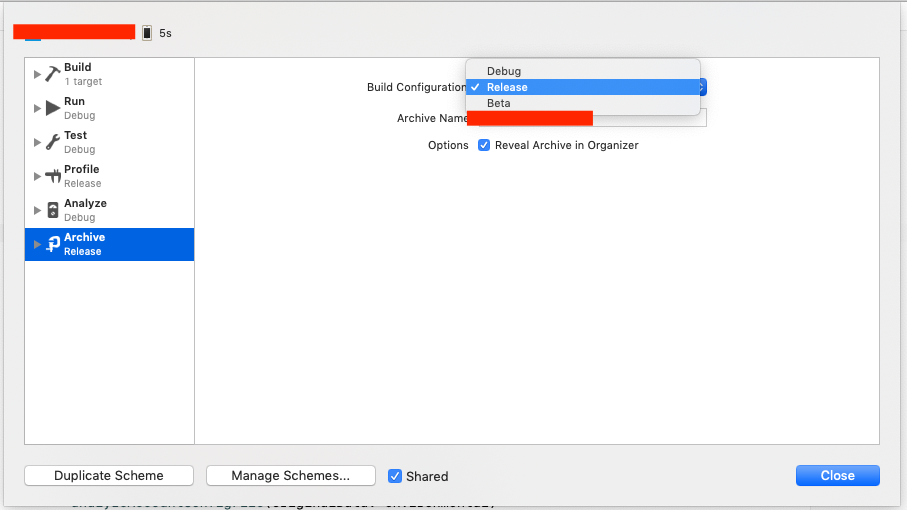 5s
Build
1 target
Run
Debug
Test
Debug
Profile
Release
Analyze
Debug
Archive
Release
Build Configuration
Debug
Release
Beta
Archive Name
Options
Reveal Archive in Organizer
Duplicate Scheme
Manage Schemes...
Shared
Close